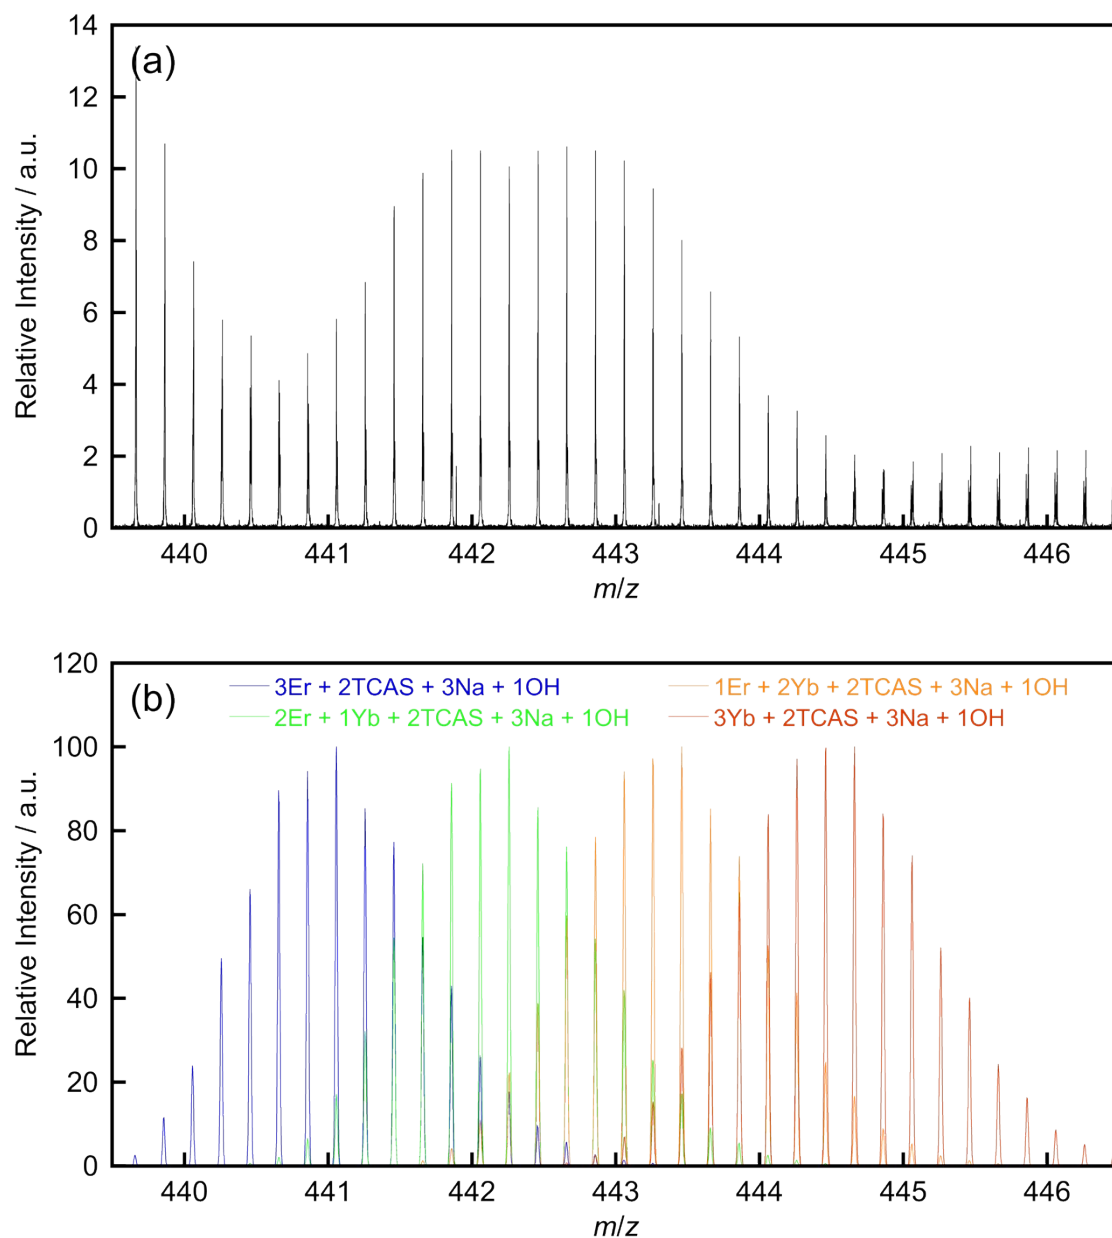 (a)
Relative Intensity / a.u.
14
12
10
8
6
4
2
0
440 441 442 443 444 445 446
m/z
(b)
3Er + 2TCAS + 3Na + 1OH
1Er + 2Yb + 2TCAS + 3Na + 1OH
2Er + 1Yb + 2TCAS + 3Na + 1OH
3Yb + 2TCAS + 3Na + 1OH
Relative Intensity / a.u.
120
100
80
60
40
20
0
440 441 442 443 444 445 446
m/z